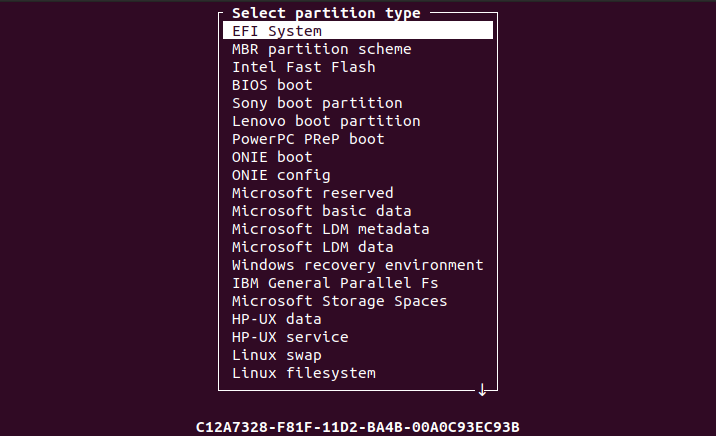 Select partition type
EFI System
MBR partition scheme
Intel Fast Flash
BIOS boot
Sony boot partition
Lenovo boot partition
PowerPC PReP boot
ONIE boot
ONIE config
Microsoft reserved
Microsoft basic data
Microsoft LDM metadata
Microsoft LDM data
Windows recovery environment
IBM General Parallel Fs
Microsoft Storage Spaces
HP-UX data
HP-UX service
Linux swap
Linux filesystem
C12A7328-F81F-11D2-BA4B-00A0C93EC93B